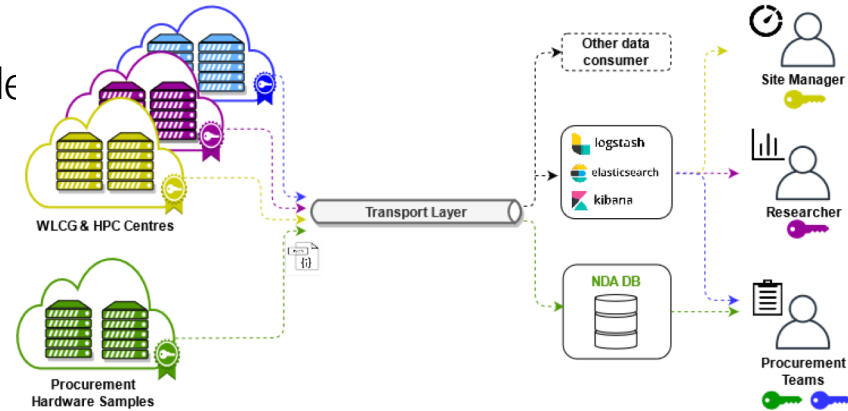 Other data
consumer
Site Manager
logstash
elasticsearch
kibana
WLCG & HPC Centres
Transport Layer
Researcher
{i}
NDA DB
Procurement
Hardware Samples
Procurement
Teams